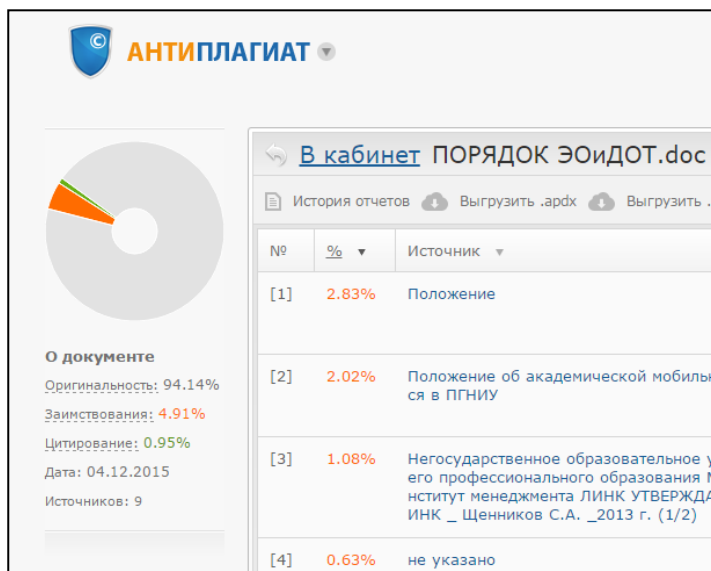 ©
АНТИПЛАГИАТ
В кабинет ПОРЯДОК ЭОиДОТ.doc
История отчетов Выгрузить .apdx Выгрузить .
№ % Источник
[1] 2.83% Положение
[2] 2.02% Положение об академической мобильн
ся в ПГНИУ
[3] 1.08% Негосударственное образовательное у
его профессионального образования М
нститут менеджмента ЛИНК УТВЕРЖДА
ИНК _ Щенников С.А. _2013 г. (1/2)
[4] 0.63% не указано
О документе
Оригинальность: 94.14%
Заимствования: 4.91%
Цитирование: 0.95%
Дата: 04.12.2015
Источников: 9